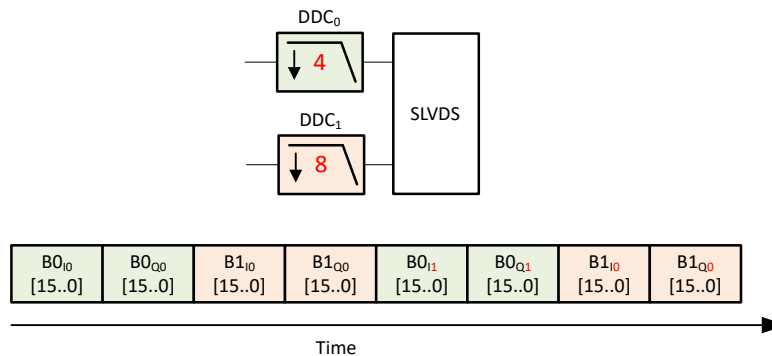 DDC₀
4
SLVDS
DDC₁
8
B0I0 B0Q0 B1I0 B1Q0 B0I1 B0Q1 B1I0 B1Q0
[15..0] [15..0] [15..0] [15..0] [15..0] [15..0] [15..0] [15..0]
Time